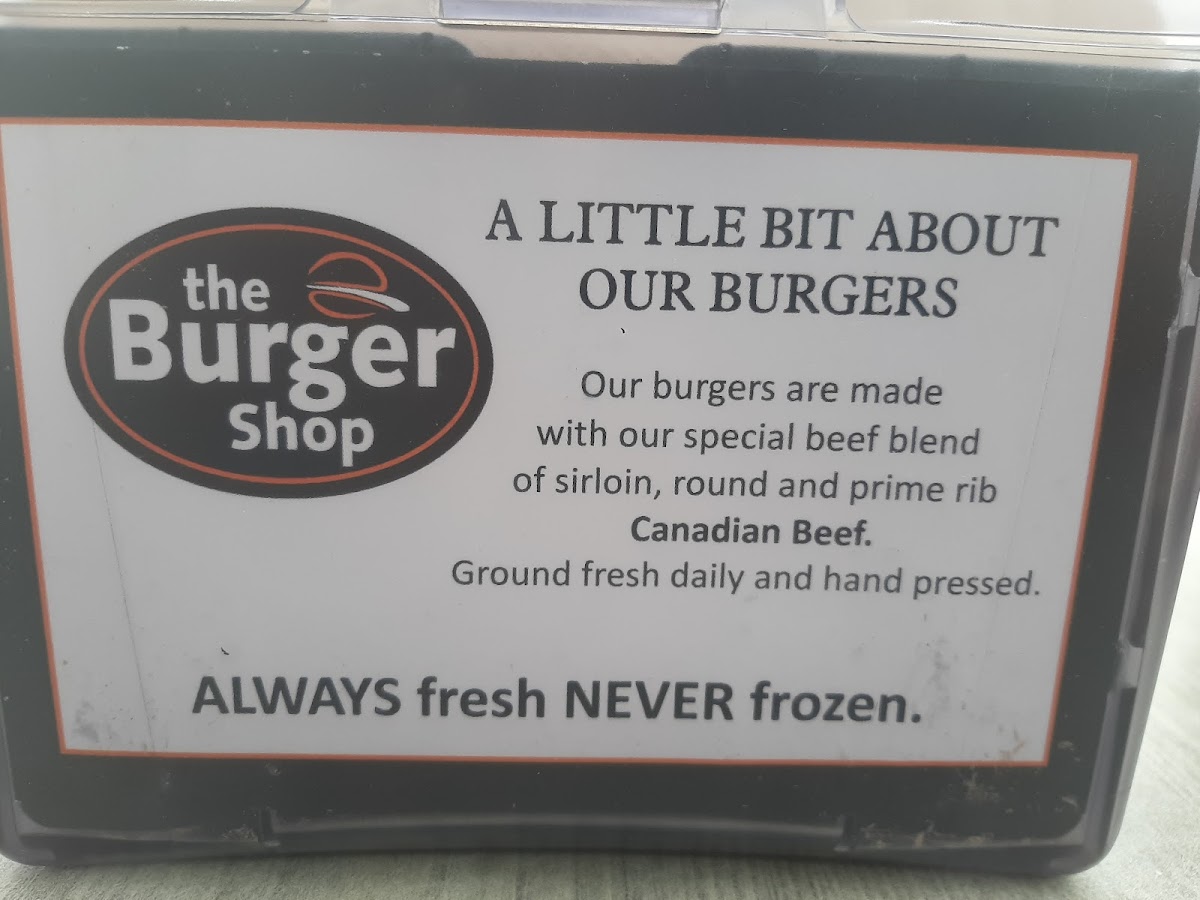 the
Burger
Shop
A LITTLE BIT ABOUT
OUR BURGERS
Our burgers are made
with our special beef blend
of sirloin, round and prime rib
Canadian Beef.
Ground fresh daily and hand pressed.
ALWAYS fresh NEVER frozen.